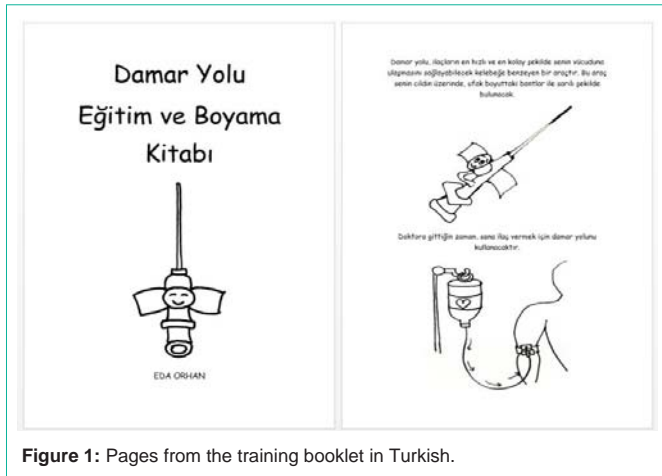 Damar Yolu
Eğitim ve Boyama
Kitabı
EDA ORHAN
Damar yolu, ilaçların en hızlı ve en kolay şekilde senin vücuduna
ulaşmasını sağlayabilecek kelebeğe benzeyen bir araçtır. Bu araç
senin cildin üzerinde, ufak boyuttaki bantlar ile sarılı şekilde
bulunacak.
Doktora gittiğin zaman, sana ilaç vermek için damar yolunu
kullanacaktır.
Figure 1: Pages from the training booklet in Turkish.